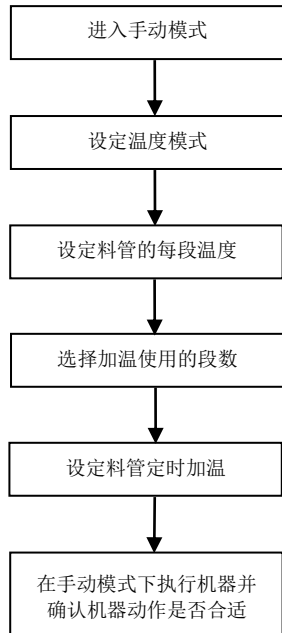 进入手动模式
设定温度模式
设定料管的每段温度
选择加温使用的段数
设定料管定时加温
在手动模式下执行机器并
确认机器动作是否合适